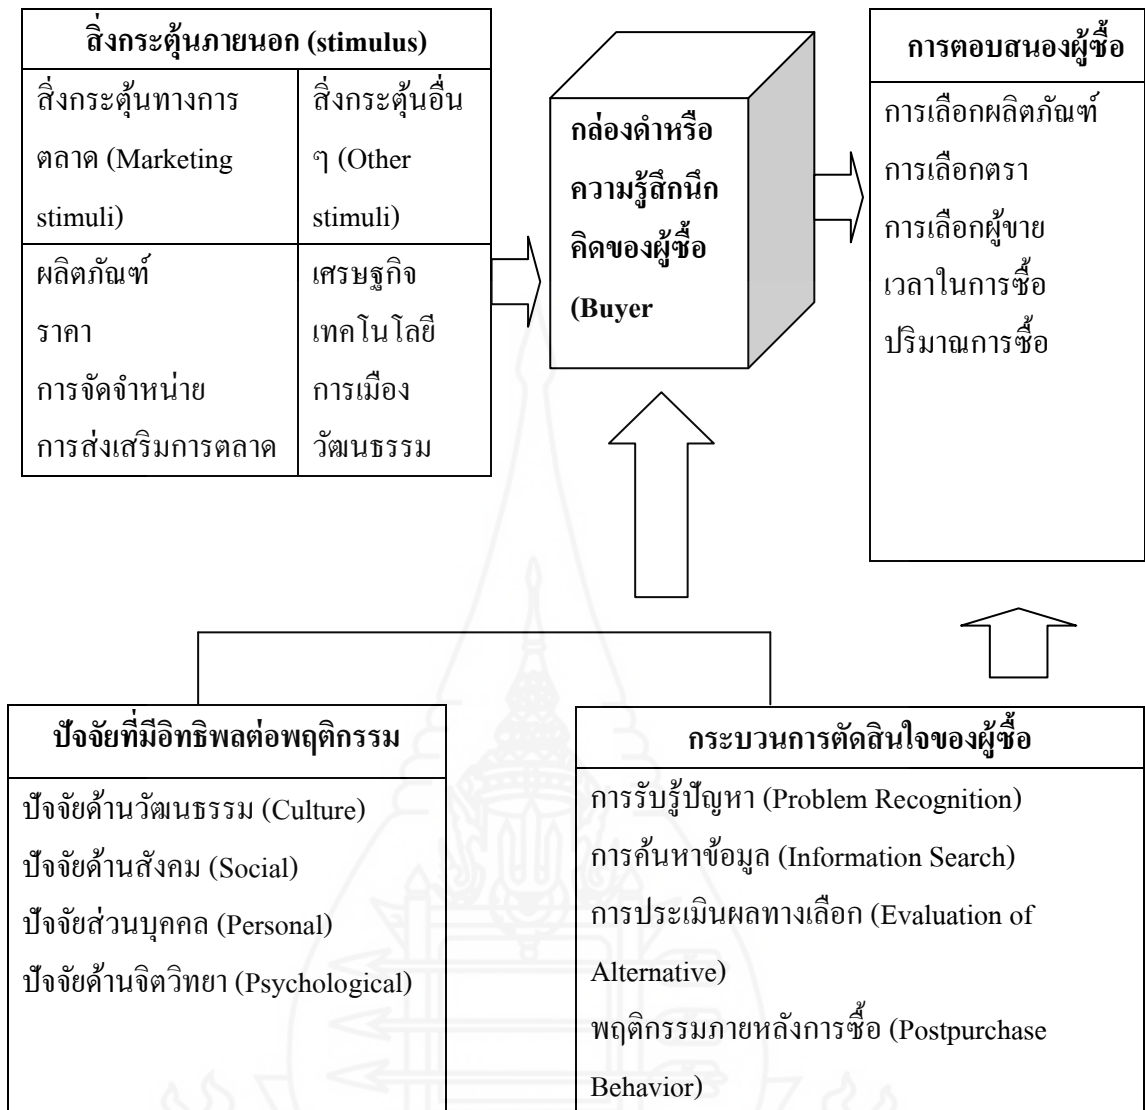 สิ่งกระตุ้นภายนอก (stimulus)
สิ่งกระตุ้นทางการ
ตลาด (Marketing
stimuli)
สิ่งกระตุ้นอื่น
ๆ (Other
stimuli)
ผลิตภัณฑ์
ราคา
การจัดจำหน่าย
การส่งเสริมการตลาด
เศรษฐกิจ
เทคโนโลยี
การเมือง
วัฒนธรรม
กล่องดำหรือ
ความรู้สึกนึก
คิดของผู้ซื้อ
(Buyer
การตอบสนองผู้ซื้อ
การเลือกผลิตภัณฑ์
การเลือกตรา
การเลือกผู้ขาย
เวลาในการซื้อ
ปริมาณการซื้อ
ปัจจัยที่มีอิทธิพลต่อพฤติกรรม
ปัจจัยด้านวัฒนธรรม (Culture)
ปัจจัยด้านสังคม (Social)
ปัจจัยส่วนบุคคล (Personal)
ปัจจัยด้านจิตวิทยา (Psychological)
กระบวนการตัดสินใจของผู้ซื้อ
การรับรู้ปัญหา (Problem Recognition)
การค้นหาข้อมูล (Information Search)
การประเมินผลทางเลือก (Evaluation of
Alternative)
พฤติกรรมภายหลังการซื้อ (Postpurchase
Behavior)